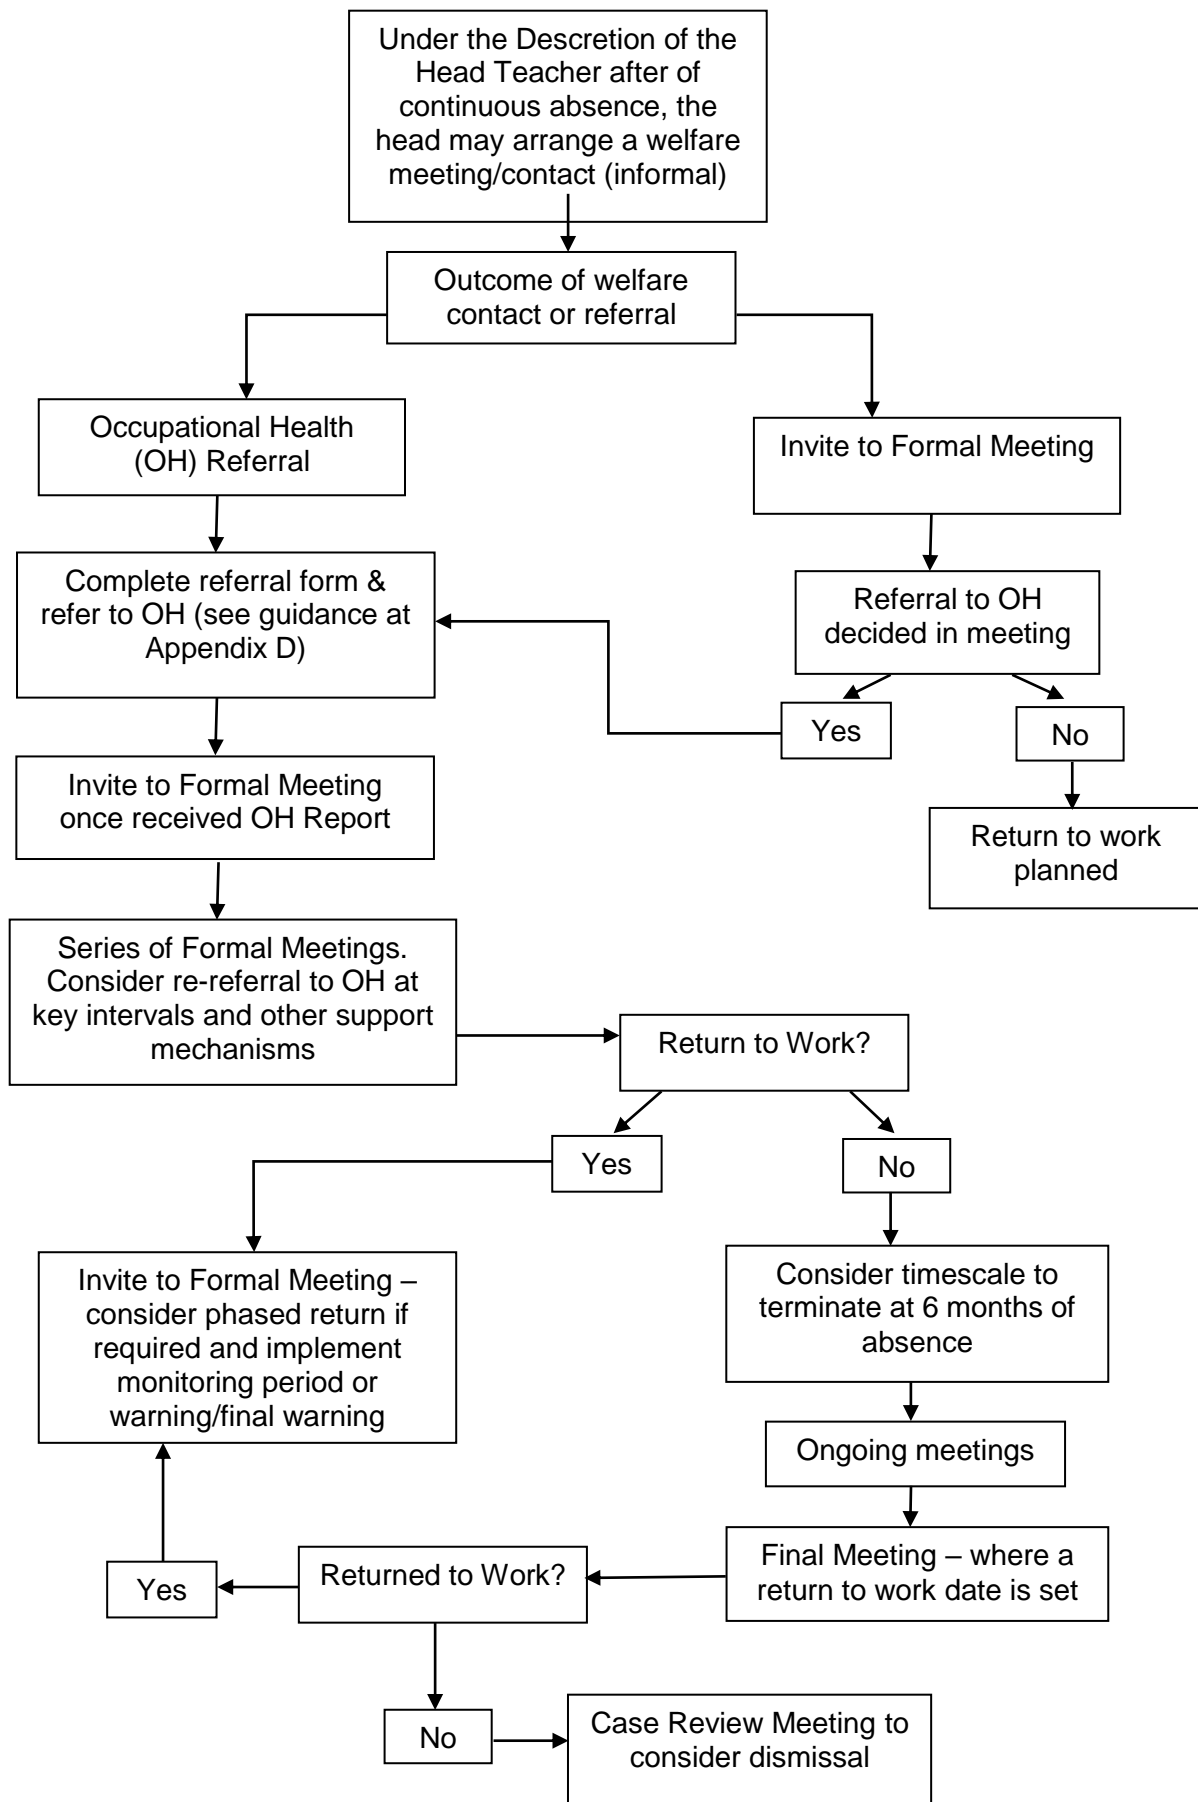 Under the Descretion of the
Head Teacher after of
continuous absence, the
head may arrange a welfare
meeting/contact (informal)
Outcome of welfare
contact or referral
Occupational Health
(OH) Referral
Invite to Formal Meeting
Complete referral form &
refer to OH (see guidance at
Appendix D)
Referral to OH
decided in meeting
Yes
No
Invite to Formal Meeting
once received OH Report
Return to work
planned
Series of Formal Meetings.
Consider re-referral to OH at
key intervals and other support
mechanisms
Return to Work?
Yes
No
Invite to Formal Meeting –
consider phased return if
required and implement
monitoring period or
warning/final warning
Consider timescale to
terminate at 6 months of
absence
Ongoing meetings
Final Meeting – where a
return to work date is set
Returned to Work?
Yes
No
Case Review Meeting to
consider dismissal